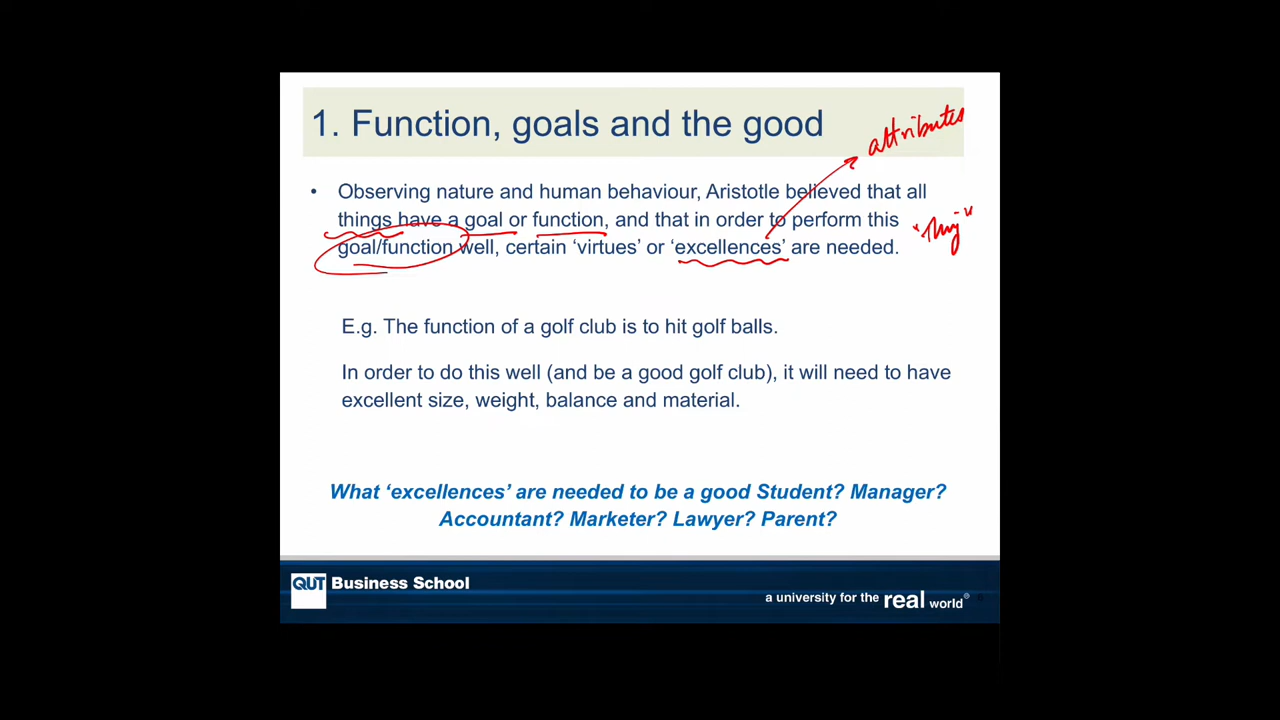 1. Function, goals and the good
attributes
• Observing nature and human behaviour, Aristotle believed that all
things have a goal or function, and that in order to perform this
goal/function well, certain ‘virtues’ or ‘excellences’ are needed.
E.g. The function of a golf club is to hit golf balls.
In order to do this well (and be a good golf club), it will need to have
excellent size, weight, balance and material.
What ‘excellences’ are needed to be a good Student? Manager?
Accountant? Marketer? Lawyer? Parent?
QUT Business School
a university for the real world®